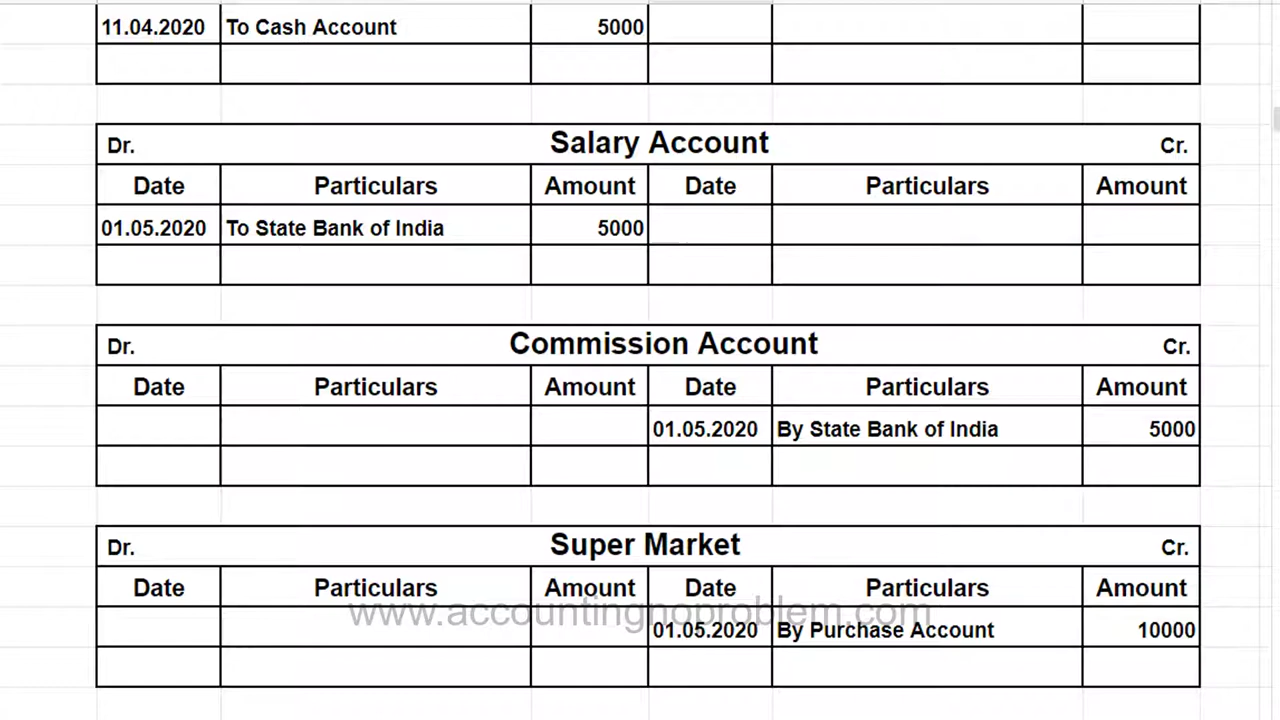 11.04.2020 To Cash Account 5000
Dr. Salary Account Cr.
Date Particulars Amount Date Particulars Amount
01.05.2020 To State Bank of India 5000
Dr. Commission Account Cr.
Date Particulars Amount Date Particulars Amount
01.05.2020 By State Bank of India 5000
Dr. Super Market Cr.
Date Particulars Amount Date Particulars Amount
www.accountingnoproblem.com
01.05.2020 By Purchase Account 10000